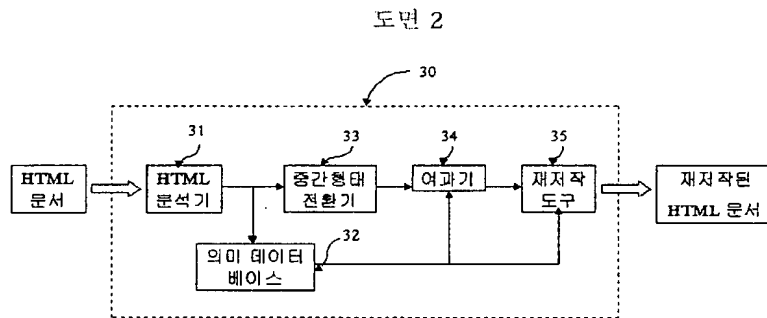 도면 2
30
31
33
34
35
HTML
문서
HTML
분석기
중간형태
전환기
여과기
재저작
도구
재저작된
HTML 문서
의미 데이터
베이스
32